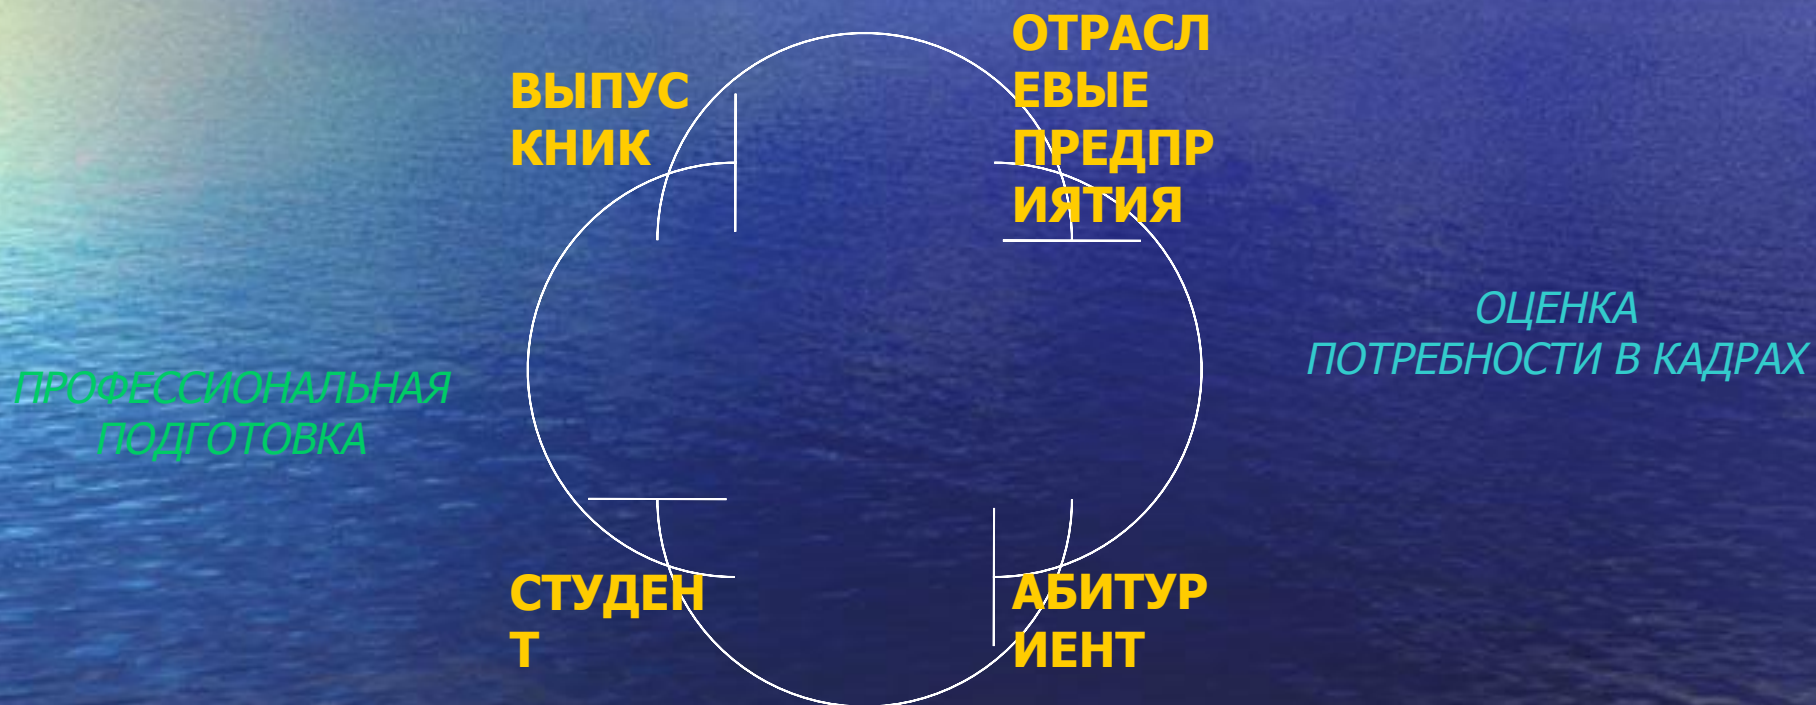 ВЫПУС
КНИК
ОТРАСЛ
ЕВЫЕ
ПРЕДПР
ИЯТИЯ
ОЦЕНКА
ПОТРЕБНОСТИ В КАДРАХ
ПРОФЕССИОНАЛЬНАЯ
ПОДГОТОВКА
СТУДЕН
Т
АБИТУР
ИЕНТ